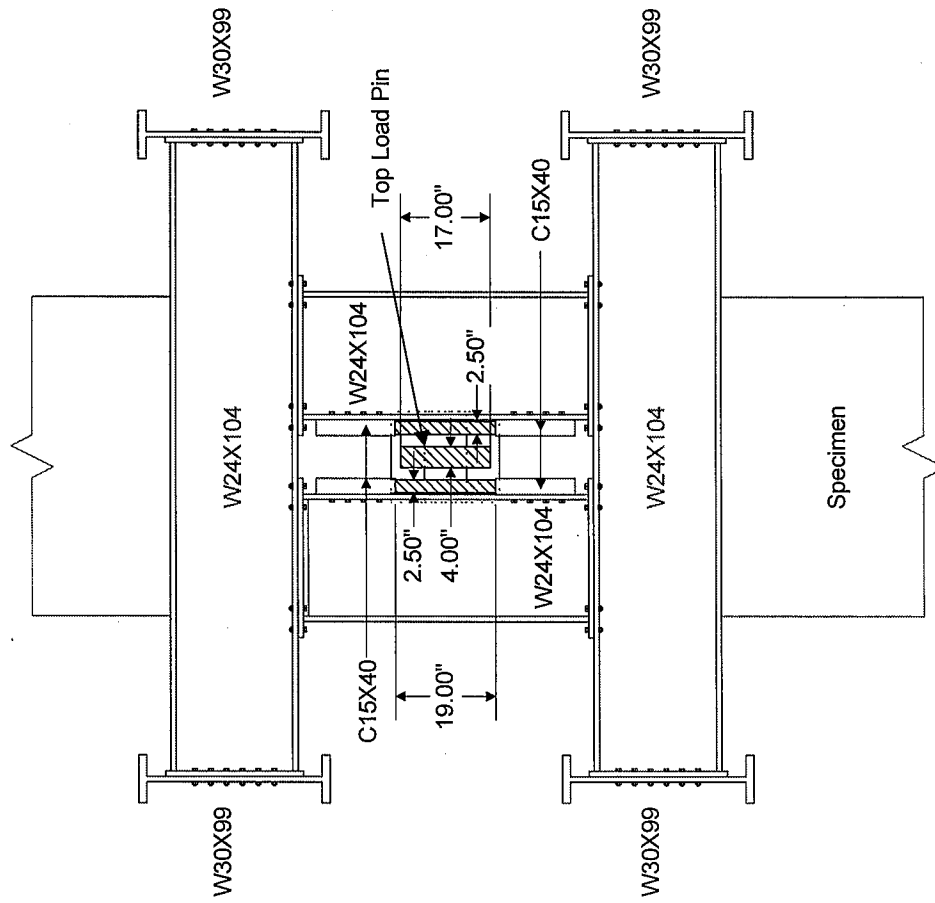 W30X99
W30X99
Top Load Pin
17.00"
C15X40
W24X104
2.50"
W24X104
W24X104
Specimen
2.50"
4.00"
W24X104
C15X40
19.00"
W30X99
W30X99